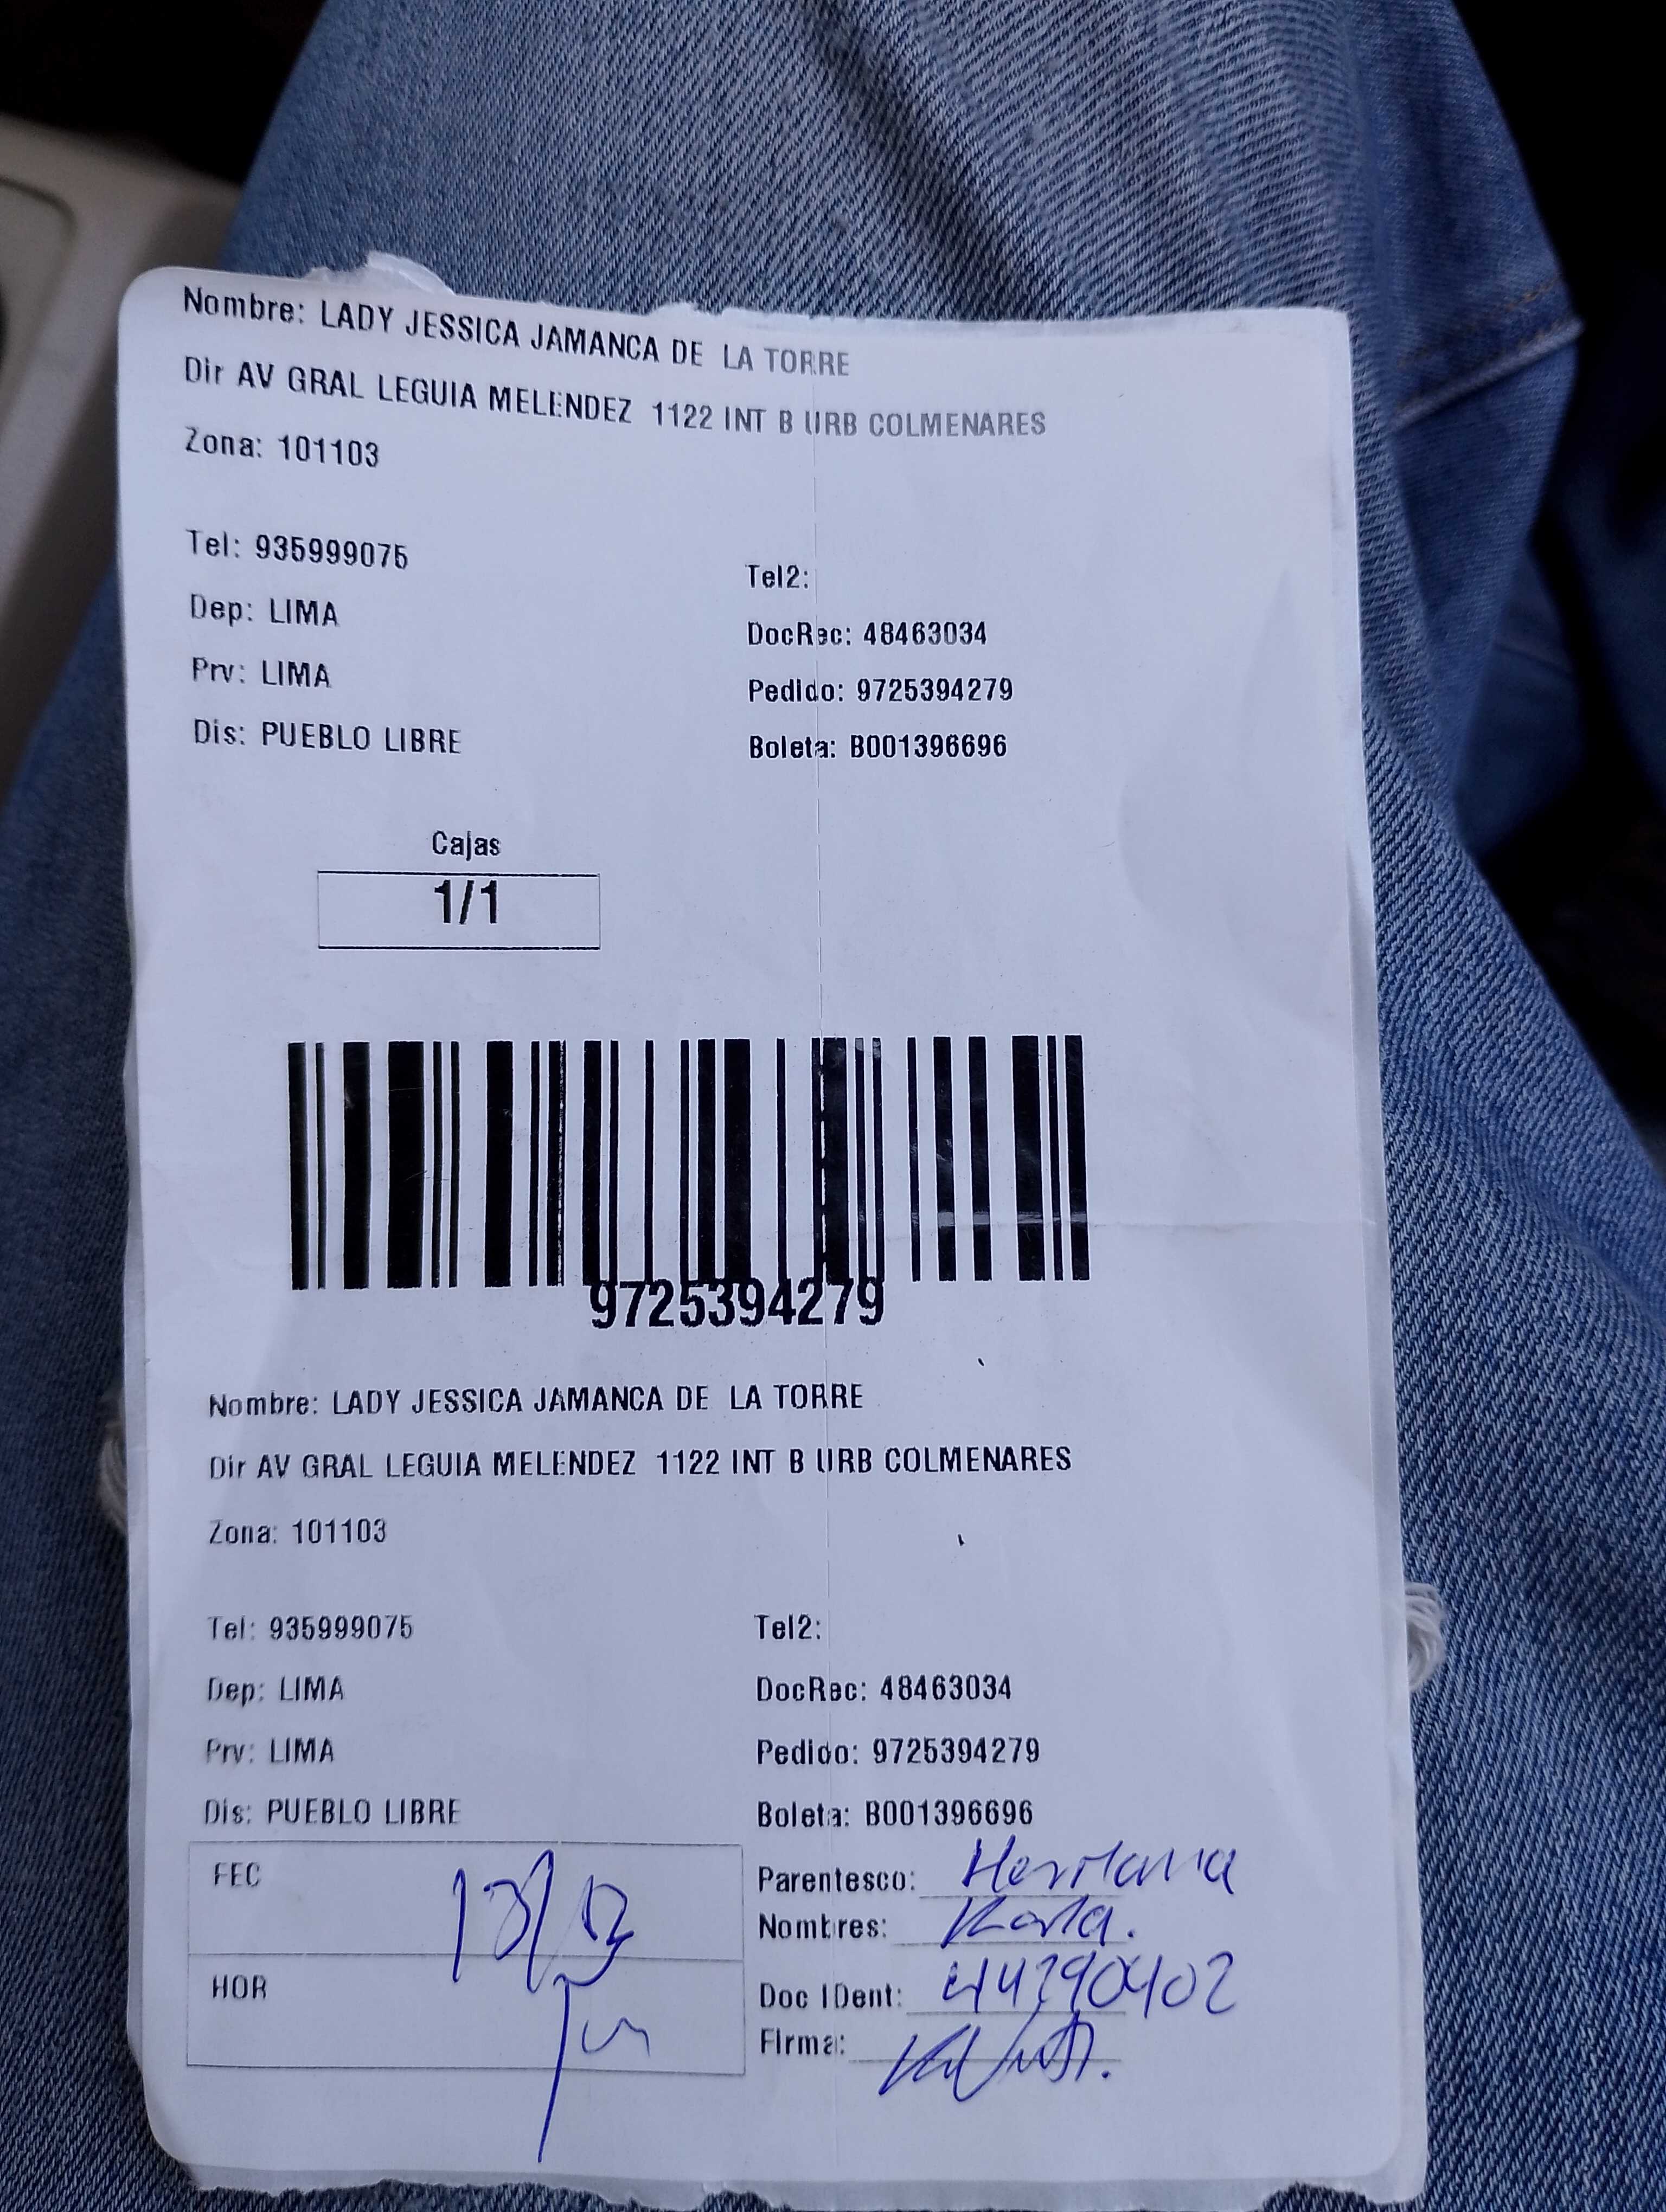 Nombre: LADY JESSICA JAMANCA DE LA TORRE
Dir AV GRAL LEGUIA MELENDEZ 1122 INT B URB COLMENARES
Zona: 101103
Tel: 935999075
Tel2:
Dep: LIMA
DocRec: 48463034
Prv: LIMA
Pedido: 9725394279
Dis: PUEBLO LIBRE
Boleta: B001396696
Cajas
1/1
9725394279
Nombre: LADY JESSICA JAMANCA DE LA TORRE
Dir AV GRAL LEGUIA MELENDEZ 1122 INT B URB COLMENARES
Zona: 101103
Tel: 935999075
Tel2:
Dep: LIMA
DocRec: 48463034
Prv: LIMA
Pedido: 9725394279
Dis: PUEBLO LIBRE
Boleta: B001396696
FEC
Parentesco: Hermana
Nombres: Karla.
HOR
Doc IDent:
Firma: